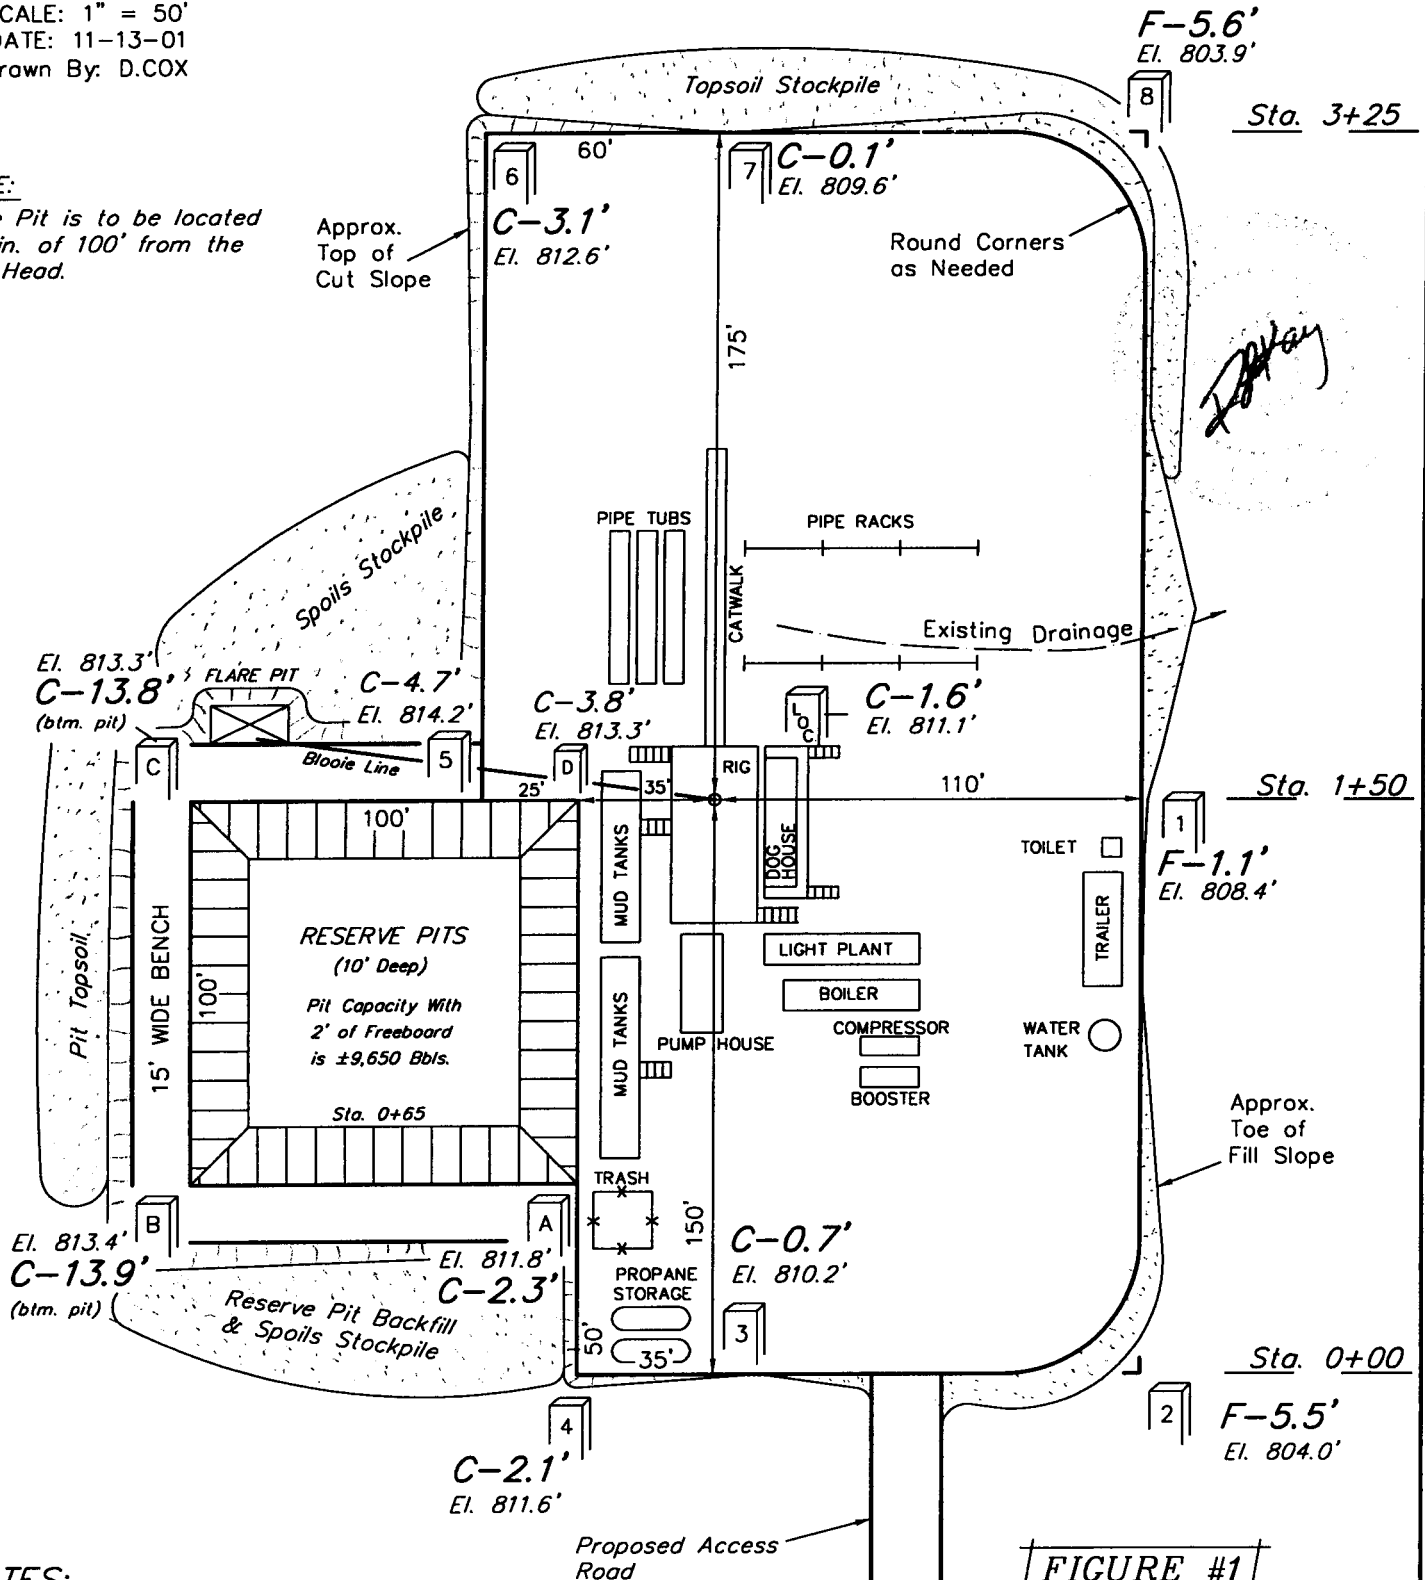 CALE: 1" = 50'
DATE: 11-13-01
rawn By: D.COX
E:
Pit is to be located
in. of 100' from the
Head.
F-5.6'
El. 803.9'
8
Sta. 3+25
Topsoil Stockpile
60'
6
7
C-0.1'
El. 809.6'
C-3.1'
El. 812.6'
Approx.
Top of
Cut Slope
Round Corners
as Needed
175'
Spoils Stockpile
PIPE TUBS
PIPE RACKS
CATWALK
Existing Drainage
El. 813.3'
C-13.8'
(btm. pit)
FLARE PIT
C-4.7'
El. 814.2'
C-3.8'
El. 813.3'
LOC
C-1.6'
El. 811.1'
C
5
D
Blooie Line
RIG
25'
35'
110'
Sta. 1+50
100'
1
F-1.1'
El. 808.4'
MUD TANKS
DOG HOUSE
TOILET
TRAILER
Pit Topsoil
15' WIDE BENCH
100'
RESERVE PITS
(10' Deep)
Pit Capacity With
2' of Freeboard
is ±9,650 Bbls.
Sta. 0+65
LIGHT PLANT
BOILER
MUD TANKS
PUMP HOUSE
COMPRESSOR
BOOSTER
WATER
TANK
Approx.
Toe of
Fill Slope
TRASH
B
A
150'
El. 813.4'
C-13.9'
(btm. pit)
El. 811.8'
C-2.3'
C-0.7'
El. 810.2'
PROPANE
STORAGE
Reserve Pit Backfill
& Spoils Stockpile
50'
35'
3
Sta. 0+00
4
2
F-5.5'
El. 804.0'
C-2.1'
El. 811.6'
Proposed Access
Road
FIGURE #1
TES: